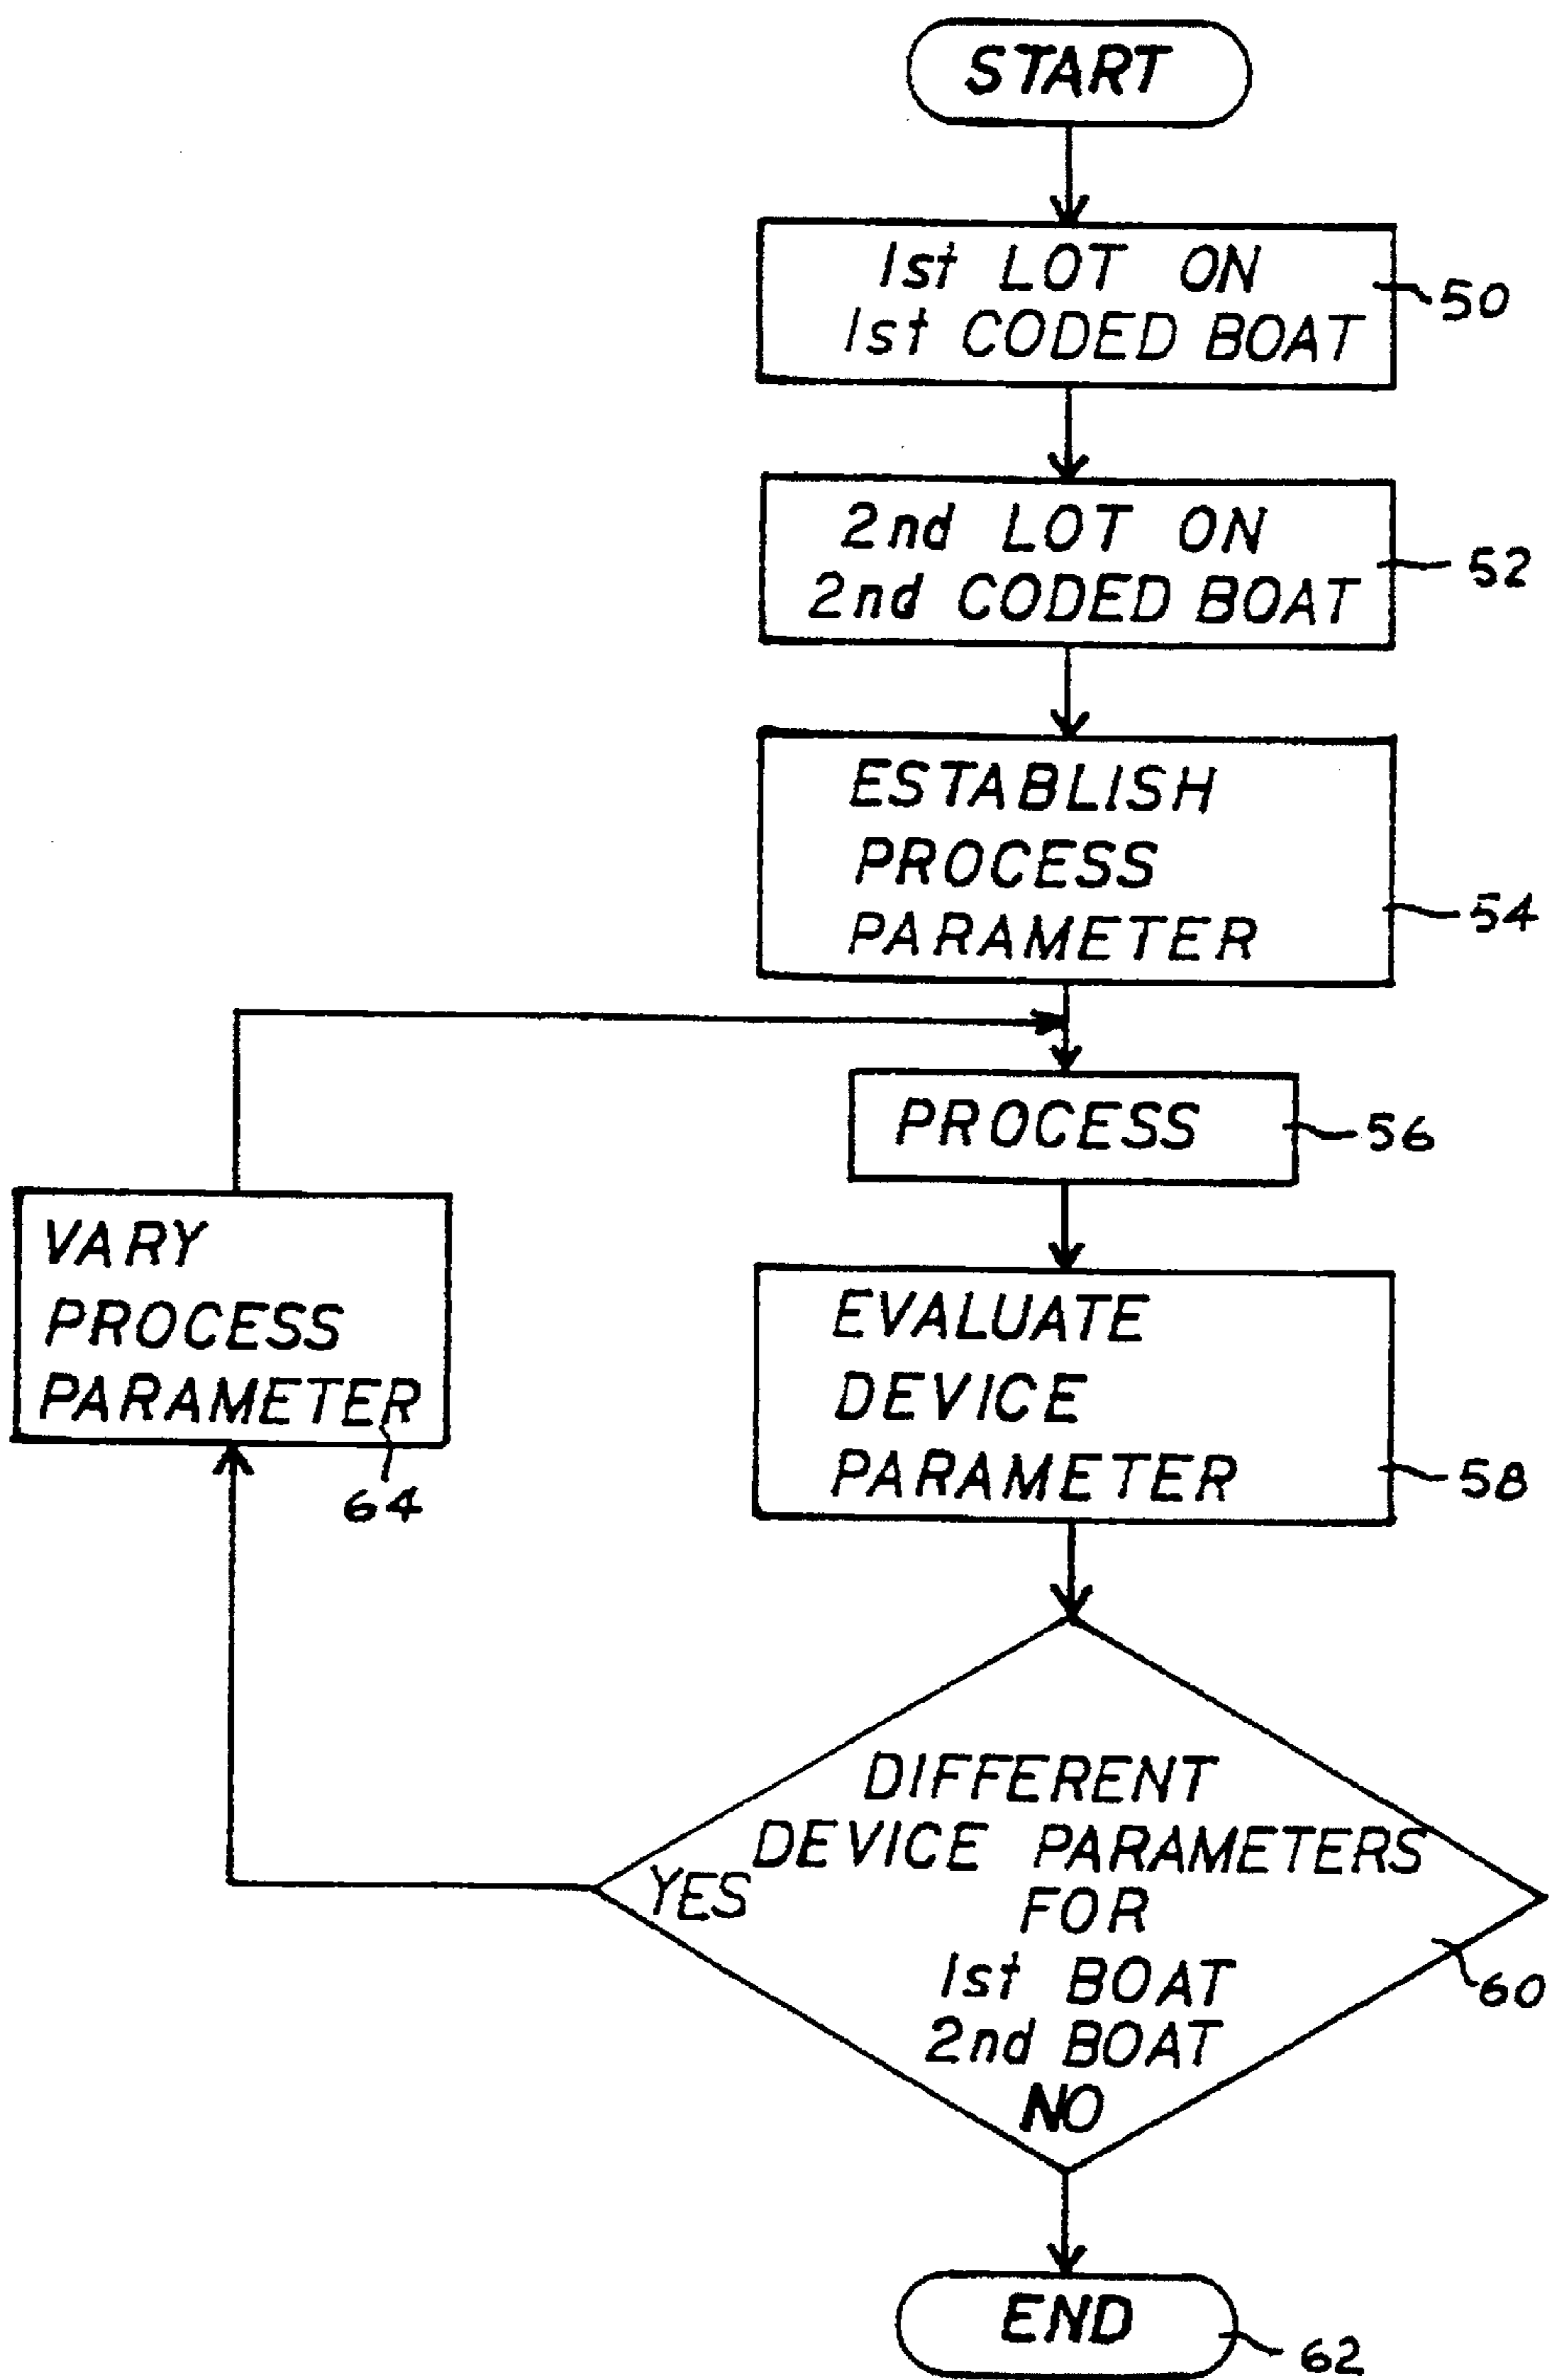 START
1st LOT ON
1st CODED BOAT
50
2nd LOT ON
2nd CODED BOAT
52
ESTABLISH
PROCESS
PARAMETER
54
PROCESS
56
VARY
PROCESS
PARAMETER
64
EVALUATE
DEVICE
PARAMETER
58
DIFFERENT
DEVICE PARAMETERS
YES
FOR
1st BOAT
2nd BOAT
NO
60
END
62